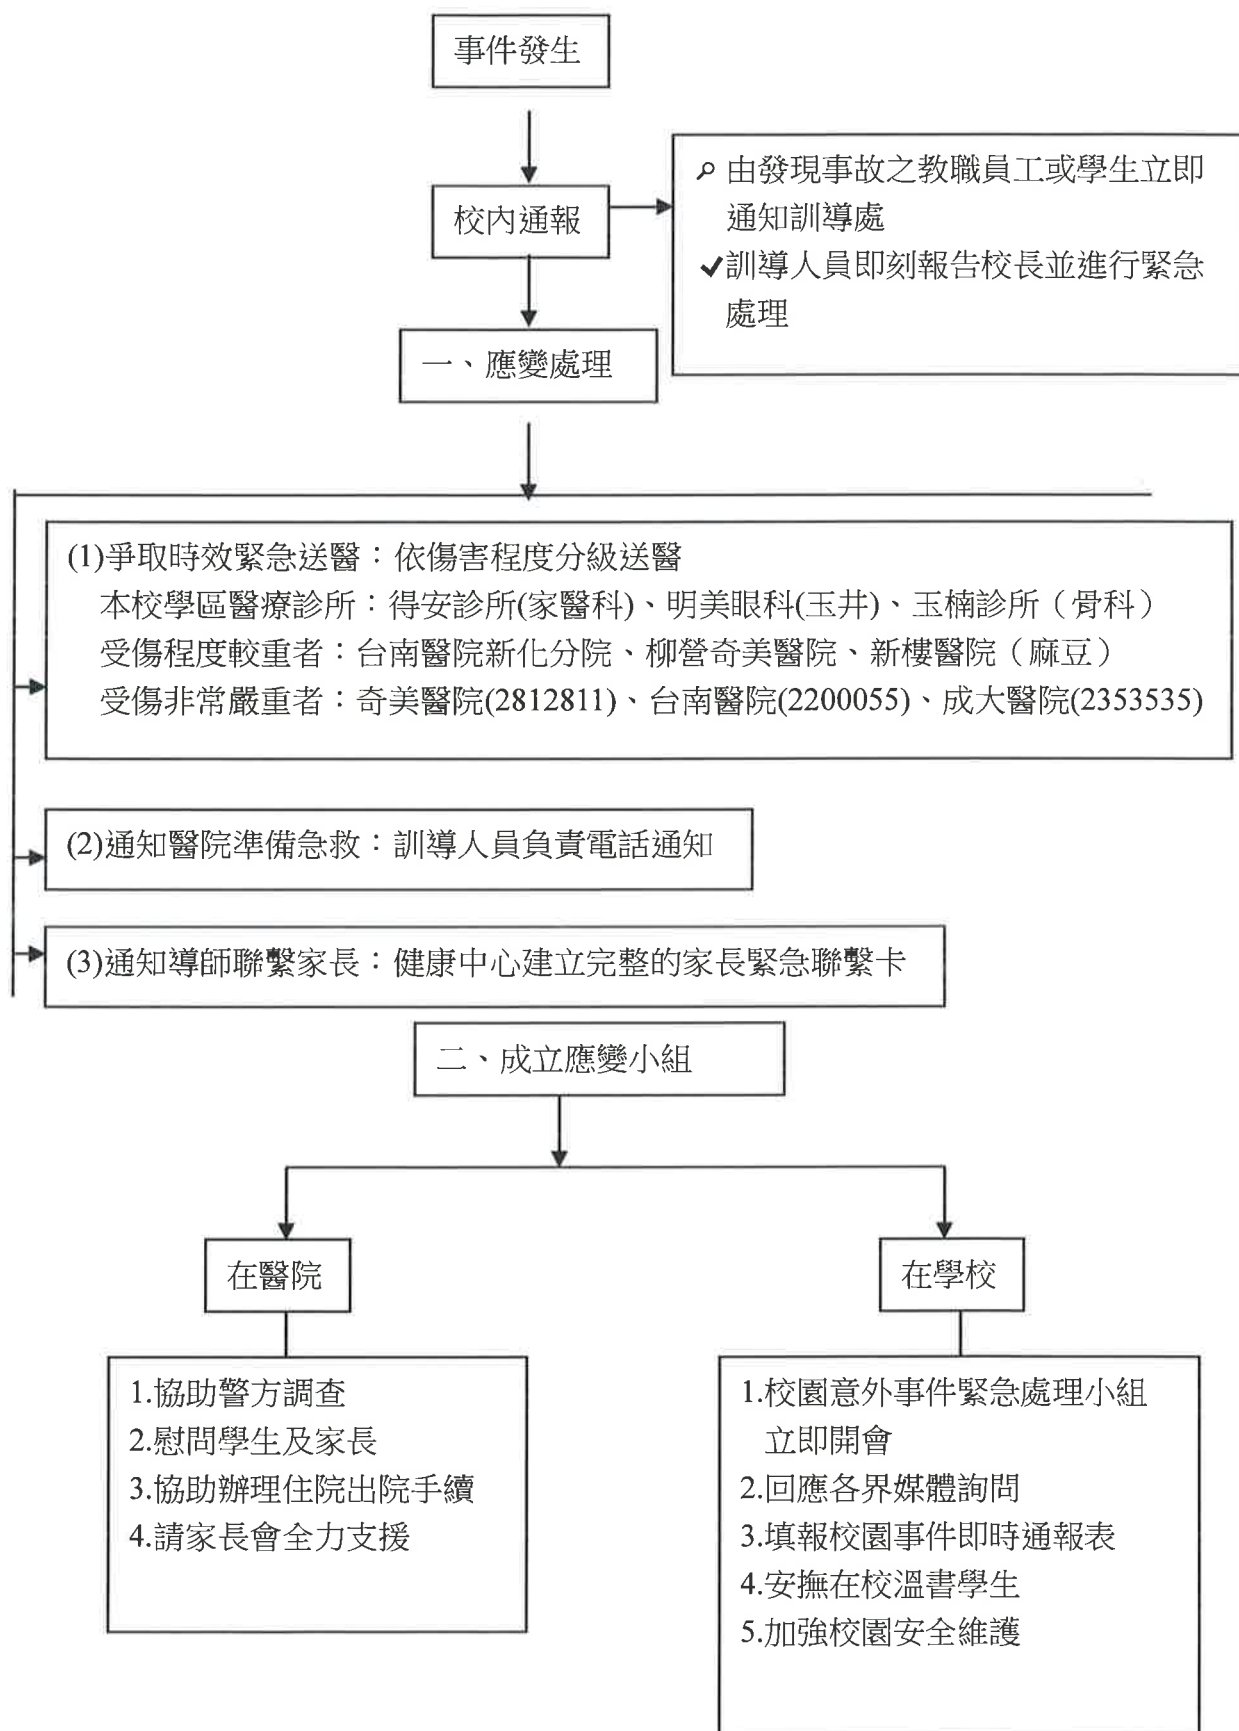 事件發生
校內通報
由發現事故之教職員工或學生立即
通知訓導處
✔訓導人員即刻報告校長並進行緊急
處理
一、應變處理
(1)爭取時效緊急送醫：依傷害程度分級送醫
本校學區醫療診所：得安診所(家醫科)、明美眼科(玉井)、玉楠診所（骨科）
受傷程度較重者：台南醫院新化分院、柳營奇美醫院、新樓醫院（麻豆）
受傷非常嚴重者：奇美醫院(2812811)、台南醫院(2200055)、成大醫院(2353535)
(2)通知醫院準備急救：訓導人員負責電話通知
(3)通知導師聯繫家長：健康中心建立完整的家長緊急聯繫卡
二、成立應變小組
在醫院
1.協助警方調查
2.慰問學生及家長
3.協助辦理住院出院手續
4.請家長會全力支援
在學校
1.校園意外事件緊急處理小組
立即開會
2.回應各界媒體詢問
3.填報校園事件即時通報表
4.安撫在校溫書學生
5.加強校園安全維護